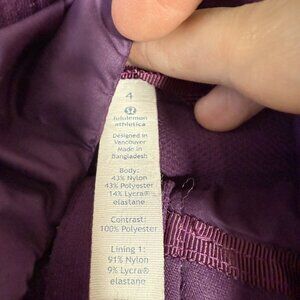 4
lululemon
athletica
Designed in
Vancouver
Made in
Bangladesh
Body:
43% Nylon
43% Polyester
14% Lycra®
elastane
Contrast:
100% Polyester
Lining 1:
91% Nylon
9% Lycra®
elastane